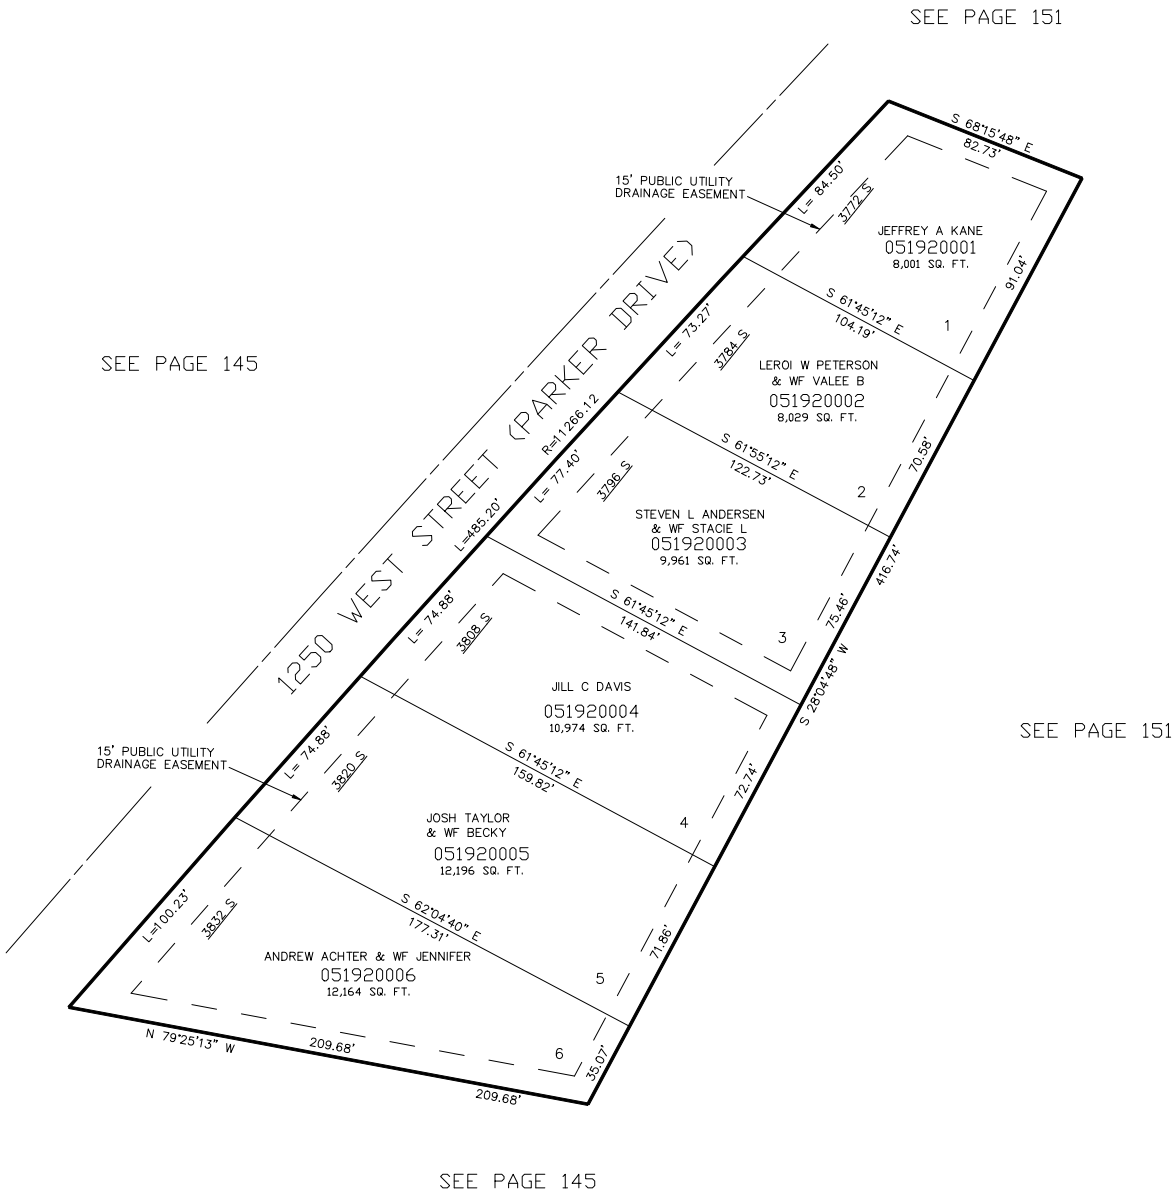 SEE PAGE 151
S 68°15'48" E
82.73'
L= 84.50'
3772 S
15' PUBLIC UTILITY
DRAINAGE EASEMENT
JEFFREY A KANE
051920001
8,001 SQ. FT.
91.04'
S 61°45'12" E
104.19'
1
L= 73.27'
3784 S
SEE PAGE 145
LEROI W PETERSON
& WF VALEE B
051920002
8,029 SQ. FT.
70.58'
R=11266.12
S 61°55'12" E
122.73'
2
L= 77.40'
3796 S
1250 WEST STREET (PARKER DRIVE)
L=485.20'
STEVEN L ANDERSEN
& WF STACIE L
051920003
9,961 SQ. FT.
416.74'
75.46'
S 61°45'12" E
141.84'
3
L= 74.88'
3808 S
S 28°04'48" W
JILL C DAVIS
051920004
10,974 SQ. FT.
SEE PAGE 151
72.74'
S 61°45'12" E
159.82'
4
L= 74.88'
3820 S
15' PUBLIC UTILITY
DRAINAGE EASEMENT
JOSH TAYLOR
& WF BECKY
051920005
12,196 SQ. FT.
71.86'
S 62°04'40" E
177.31'
5
L=100.23'
3832 S
ANDREW ACHTER & WF JENNIFER
051920006
12,164 SQ. FT.
6
35.07'
N 79°25'13" W
209.68'
209.68'
SEE PAGE 145